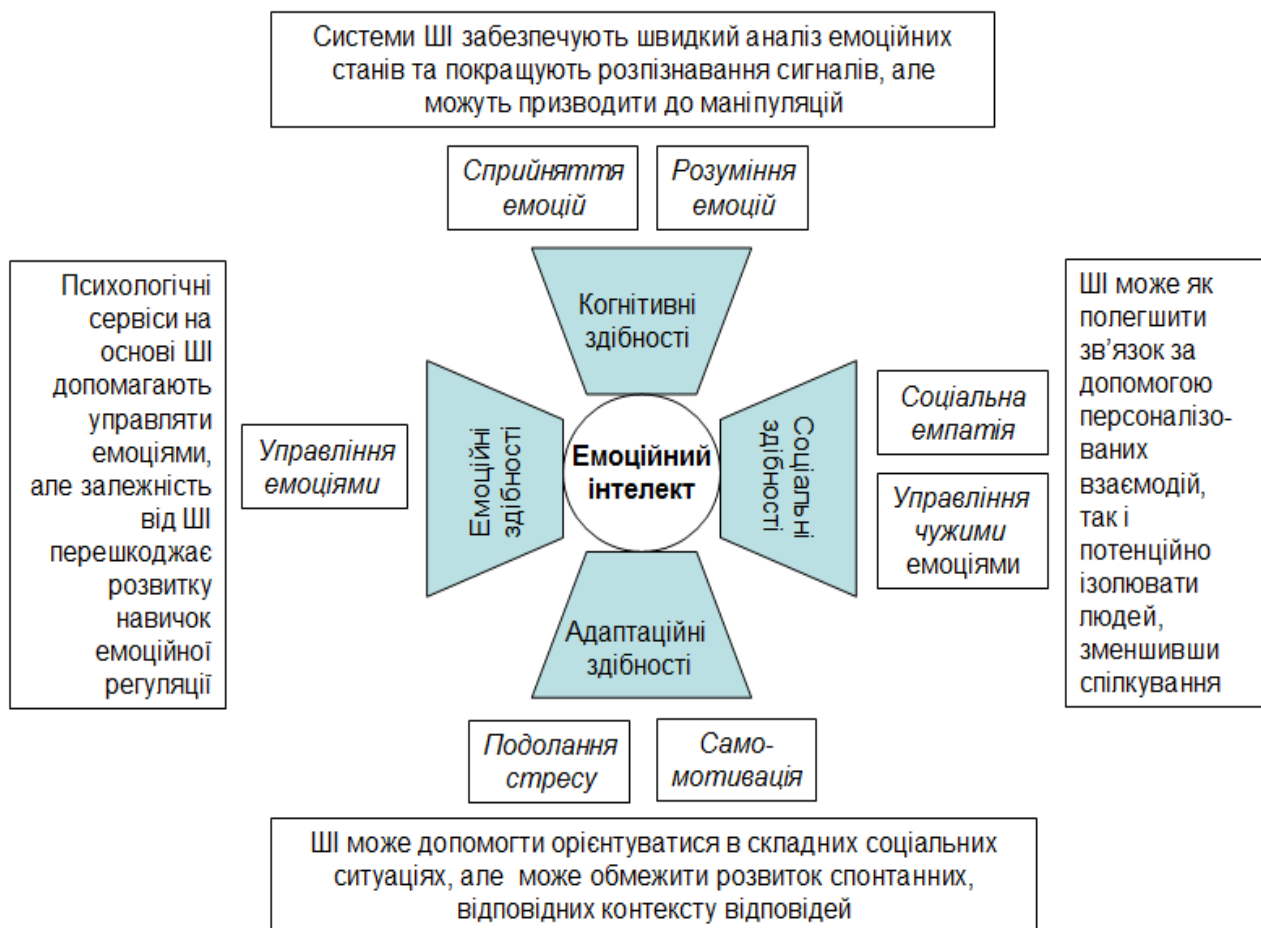 Системи ШІ забезпечують швидкий аналіз емоційних
станів та покращують розпізнавання сигналів, але
можуть призводити до маніпуляцій
Сприйняття
емоцій
Розуміння
емоцій
Когнітивні
здібності
Психологічні
сервіси на
основі ШІ
допомагають
управляти
емоціями,
але залежність
від ШІ
перешкоджає
розвитку
навичок
емоційної
регуляції
Управління
емоціями
Емоційні
здібності
Емоційний
інтелект
Соціальні
здібності
Соціальна
емпатія
Управління
чужими
емоціями
ШІ може як
полегшити
зв’язок за
допомогою
персоналізо-
ваних
взаємодій,
так і
потенційно
ізолювати
людей,
зменшивши
спілкування
Адаптаційні
здібності
Подолання
стресу
Само-
мотивація
ШІ може допомогти орієнтуватися в складних соціальних
ситуаціях, але може обмежити розвиток спонтанних,
відповідних контексту відповідей